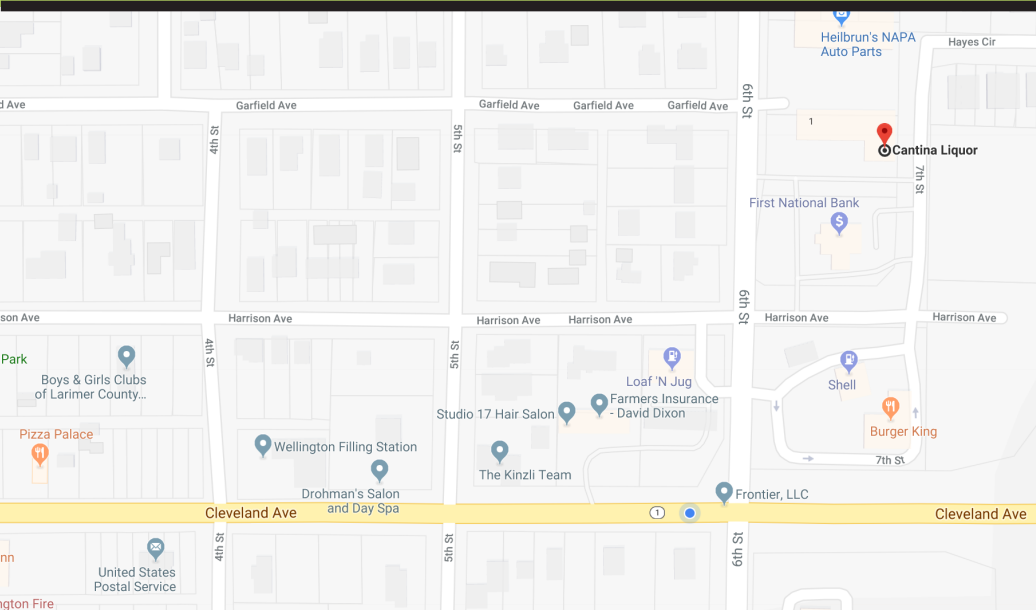 Heilbrun's NAPA
Auto Parts
Hayes Cir
d Ave
Garfield Ave
Garfield Ave
Garfield Ave
Garfield Ave
6th St
1
4th St
5th St
Cantina Liquor
7th St
First National Bank
6th St
son Ave
Harrison Ave
Harrison Ave
Harrison Ave
Harrison Ave
Harrison Ave
4th St
5th St
Park
Boys & Girls Clubs
of Larimer County...
Loaf 'N Jug
Shell
Farmers Insurance
- David Dixon
Studio 17 Hair Salon
Burger King
Pizza Palace
Wellington Filling Station
7th St
The Kinzli Team
Drohman's Salon
and Day Spa
Frontier, LLC
Cleveland Ave
1
Cleveland Ave
4th St
5th St
6th St
nn
United States
Postal Service
ngton Fire